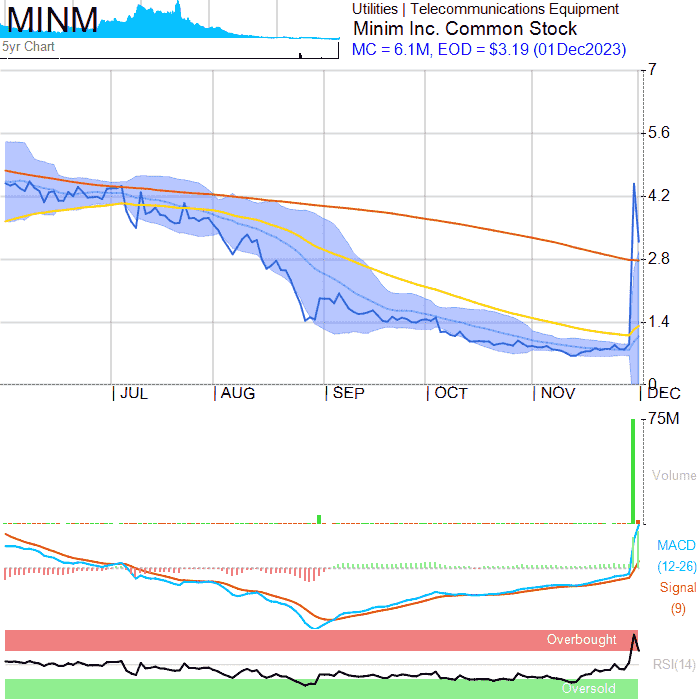 MINM
5yr Chart
Utilities | Telecommunications Equipment
Minim Inc. Common Stock
MC = 6.1M, EOD = $3.19 (01Dec2023)
7
5.6
4.2
2.8
1.4
0
JUL AUG SEP OCT NOV DEC
75M
Volume
MACD
(12-26)
Signal
(9)
Overbought
RSI(14)
Oversold